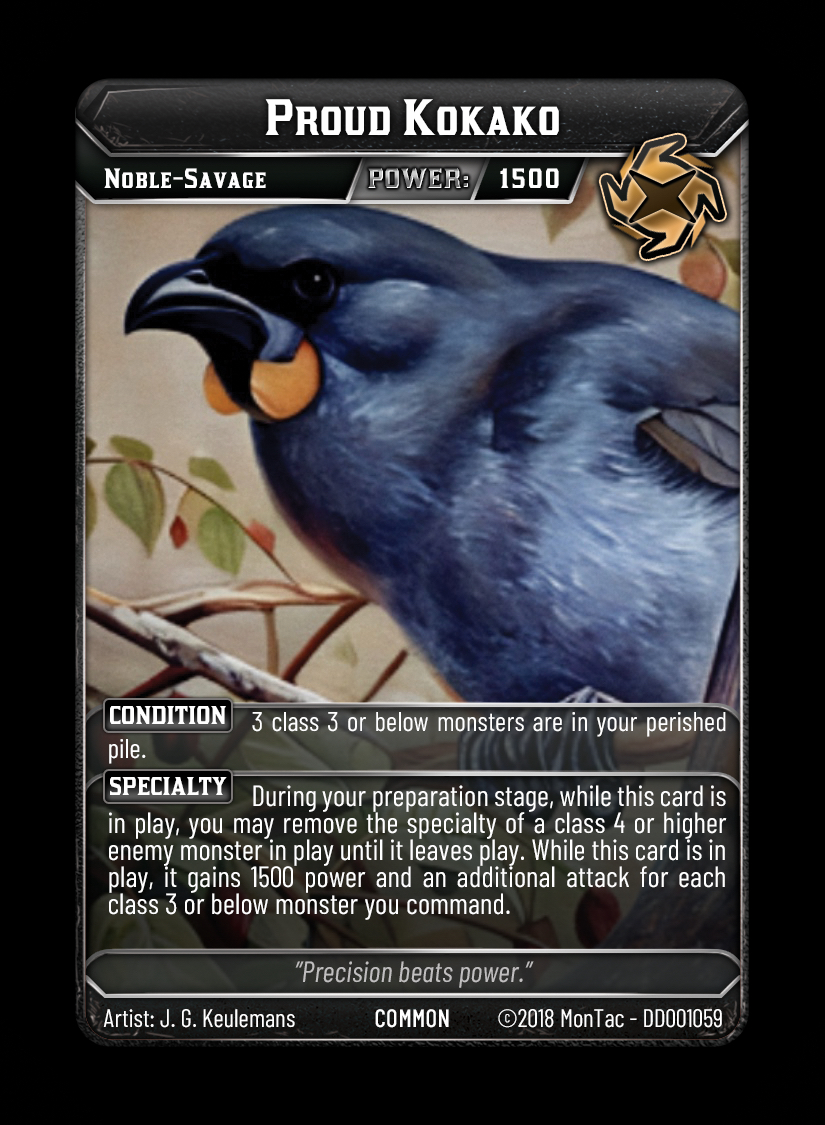 Proud Kokako
Noble-Savage POWER: 1500
CONDITION 3 class 3 or below monsters are in your perished
pile.
SPECIALTY During your preparation stage, while this card is
in play, you may remove the specialty of a class 4 or higher
enemy monster in play until it leaves play. While this card is in
play, it gains 1500 power and an additional attack for each
class 3 or below monster you command.
"Precision beats power."
Artist: J. G. Keulemans COMMON ©2018 MonTac - DD001059